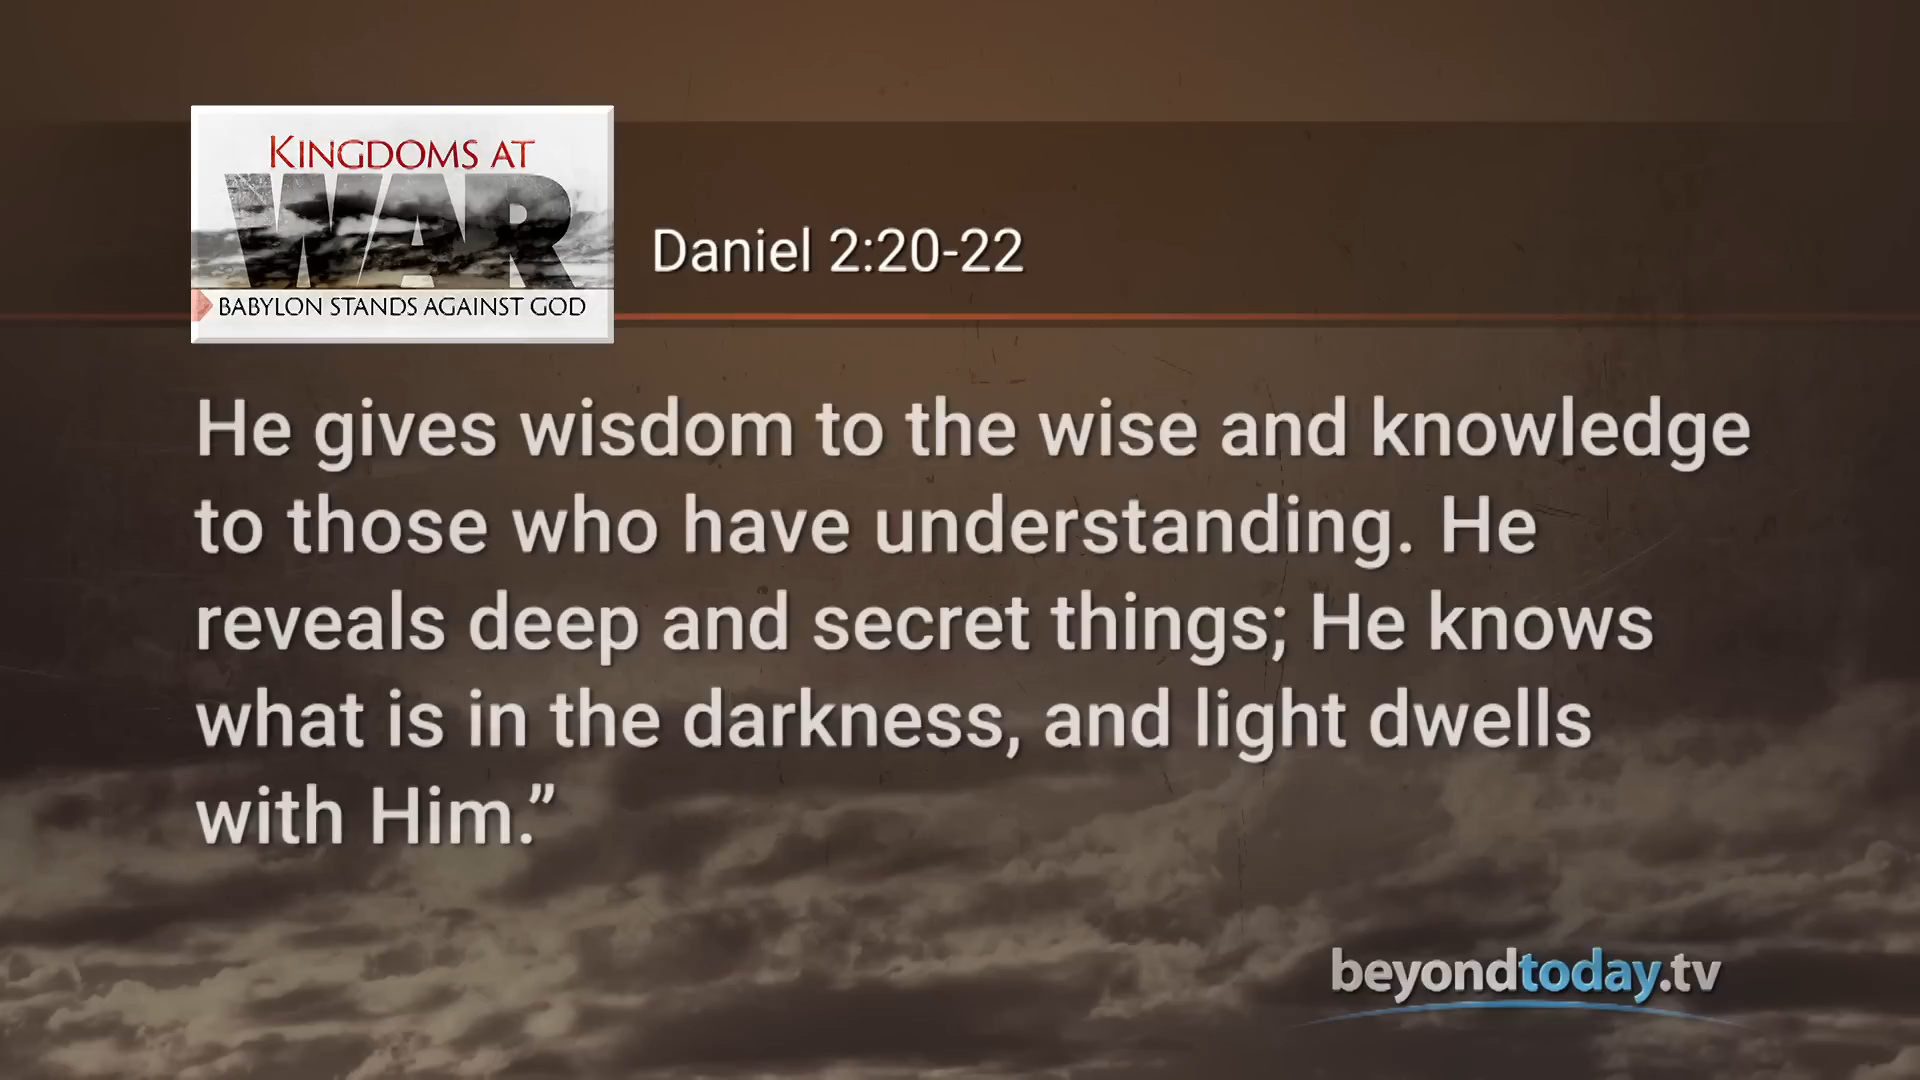 KINGDOMS AT
WAR
BABYLON STANDS AGAINST GOD
Daniel 2:20-22
He gives wisdom to the wise and knowledge
to those who have understanding. He
reveals deep and secret things; He knows
what is in the darkness, and light dwells
with Him.”
beyondtoday.tv